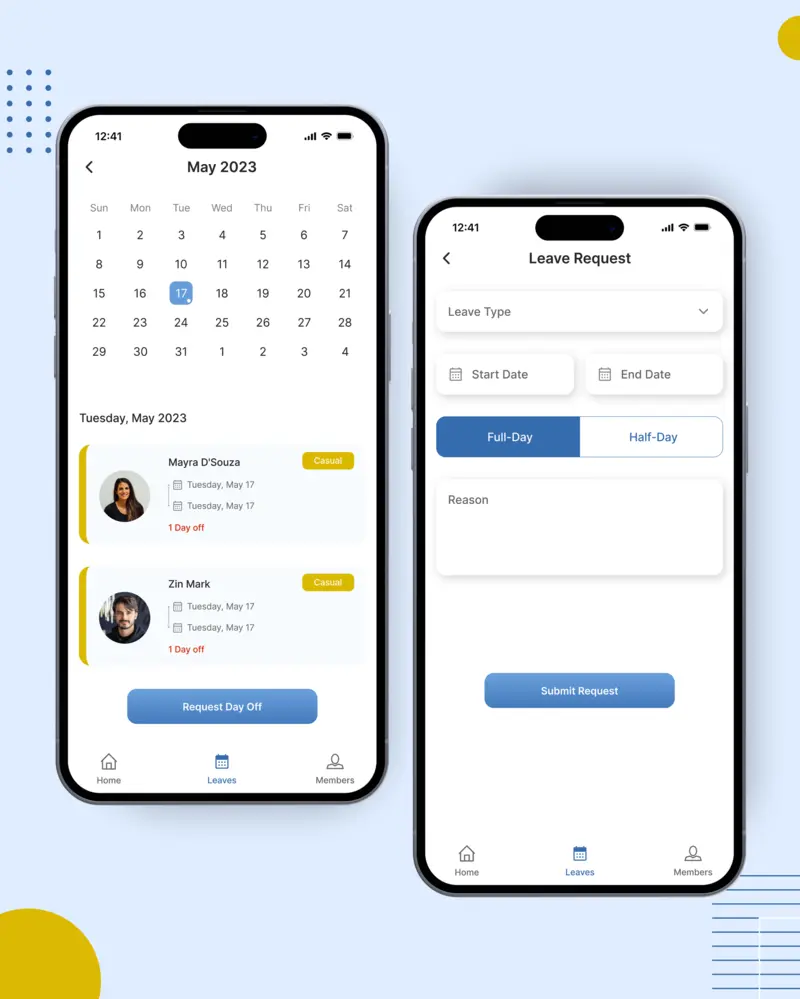 12:41
May 2023
Sun Mon Tue Wed Thu Fri Sat
1 2 3 4 5 6 7
8 9 10 11 12 13 14
15 16 17 18 19 20 21
22 23 24 25 26 27 28
29 30 31 1 2 3 4
Tuesday, May 2023
Mayra D'Souza
Casual
Tuesday, May 17
Tuesday, May 17
1 Day off
Zin Mark
Casual
Tuesday, May 17
Tuesday, May 17
1 Day off
Request Day Off
Home Leaves Members
12:41
Leave Request
Leave Type
Start Date End Date
Full-Day Half-Day
Reason
Submit Request
Home Leaves Members